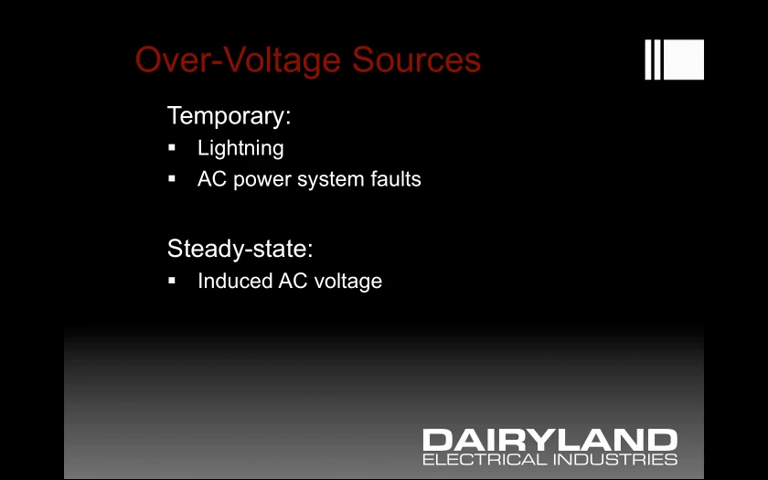 Over-Voltage Sources
Temporary:
▪ Lightning
▪ AC power system faults
Steady-state:
▪ Induced AC voltage
DAIRYLAND
ELECTRICAL INDUSTRIES